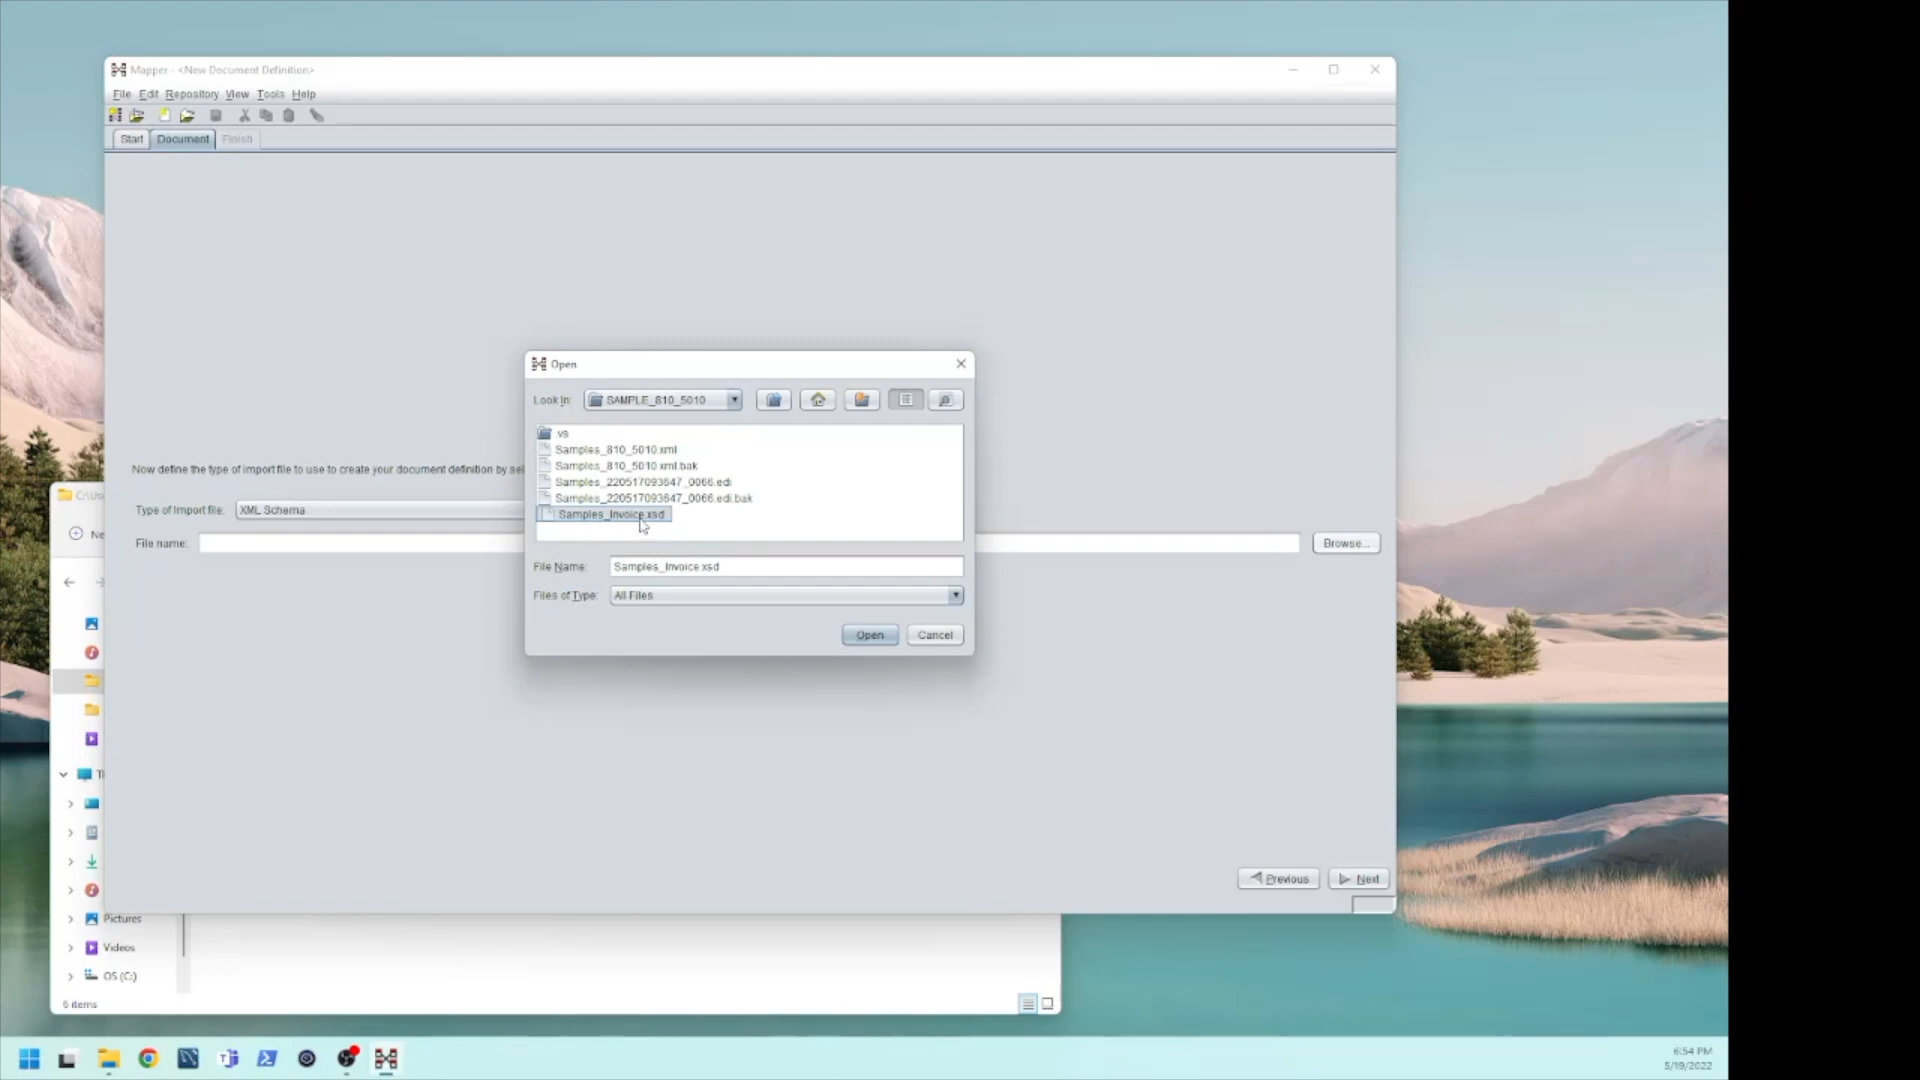 Mapper - <New Document Definition>
File Edit Repository View Tools Help
Start Document Finish
Open
Look In: SAMPLE_810_5010
.vs
Samples_810_5010.xml
Samples_810_5010.xml.bak
Samples_220517093647_0066.edi
Samples_220517093647_0066.edi.bak
Samples_Invoice.xsd
Now define the type of import file to use to create your document definition by sel
Type of Import file: XML Schema
File name: Browse...
File Name: Samples_Invoice.xsd
Files of Type: All Files
Open Cancel
Previous Next
C:\Use
Ne
Pictures
Videos
OS (C:)
6 items
6:54 PM
5/19/2022